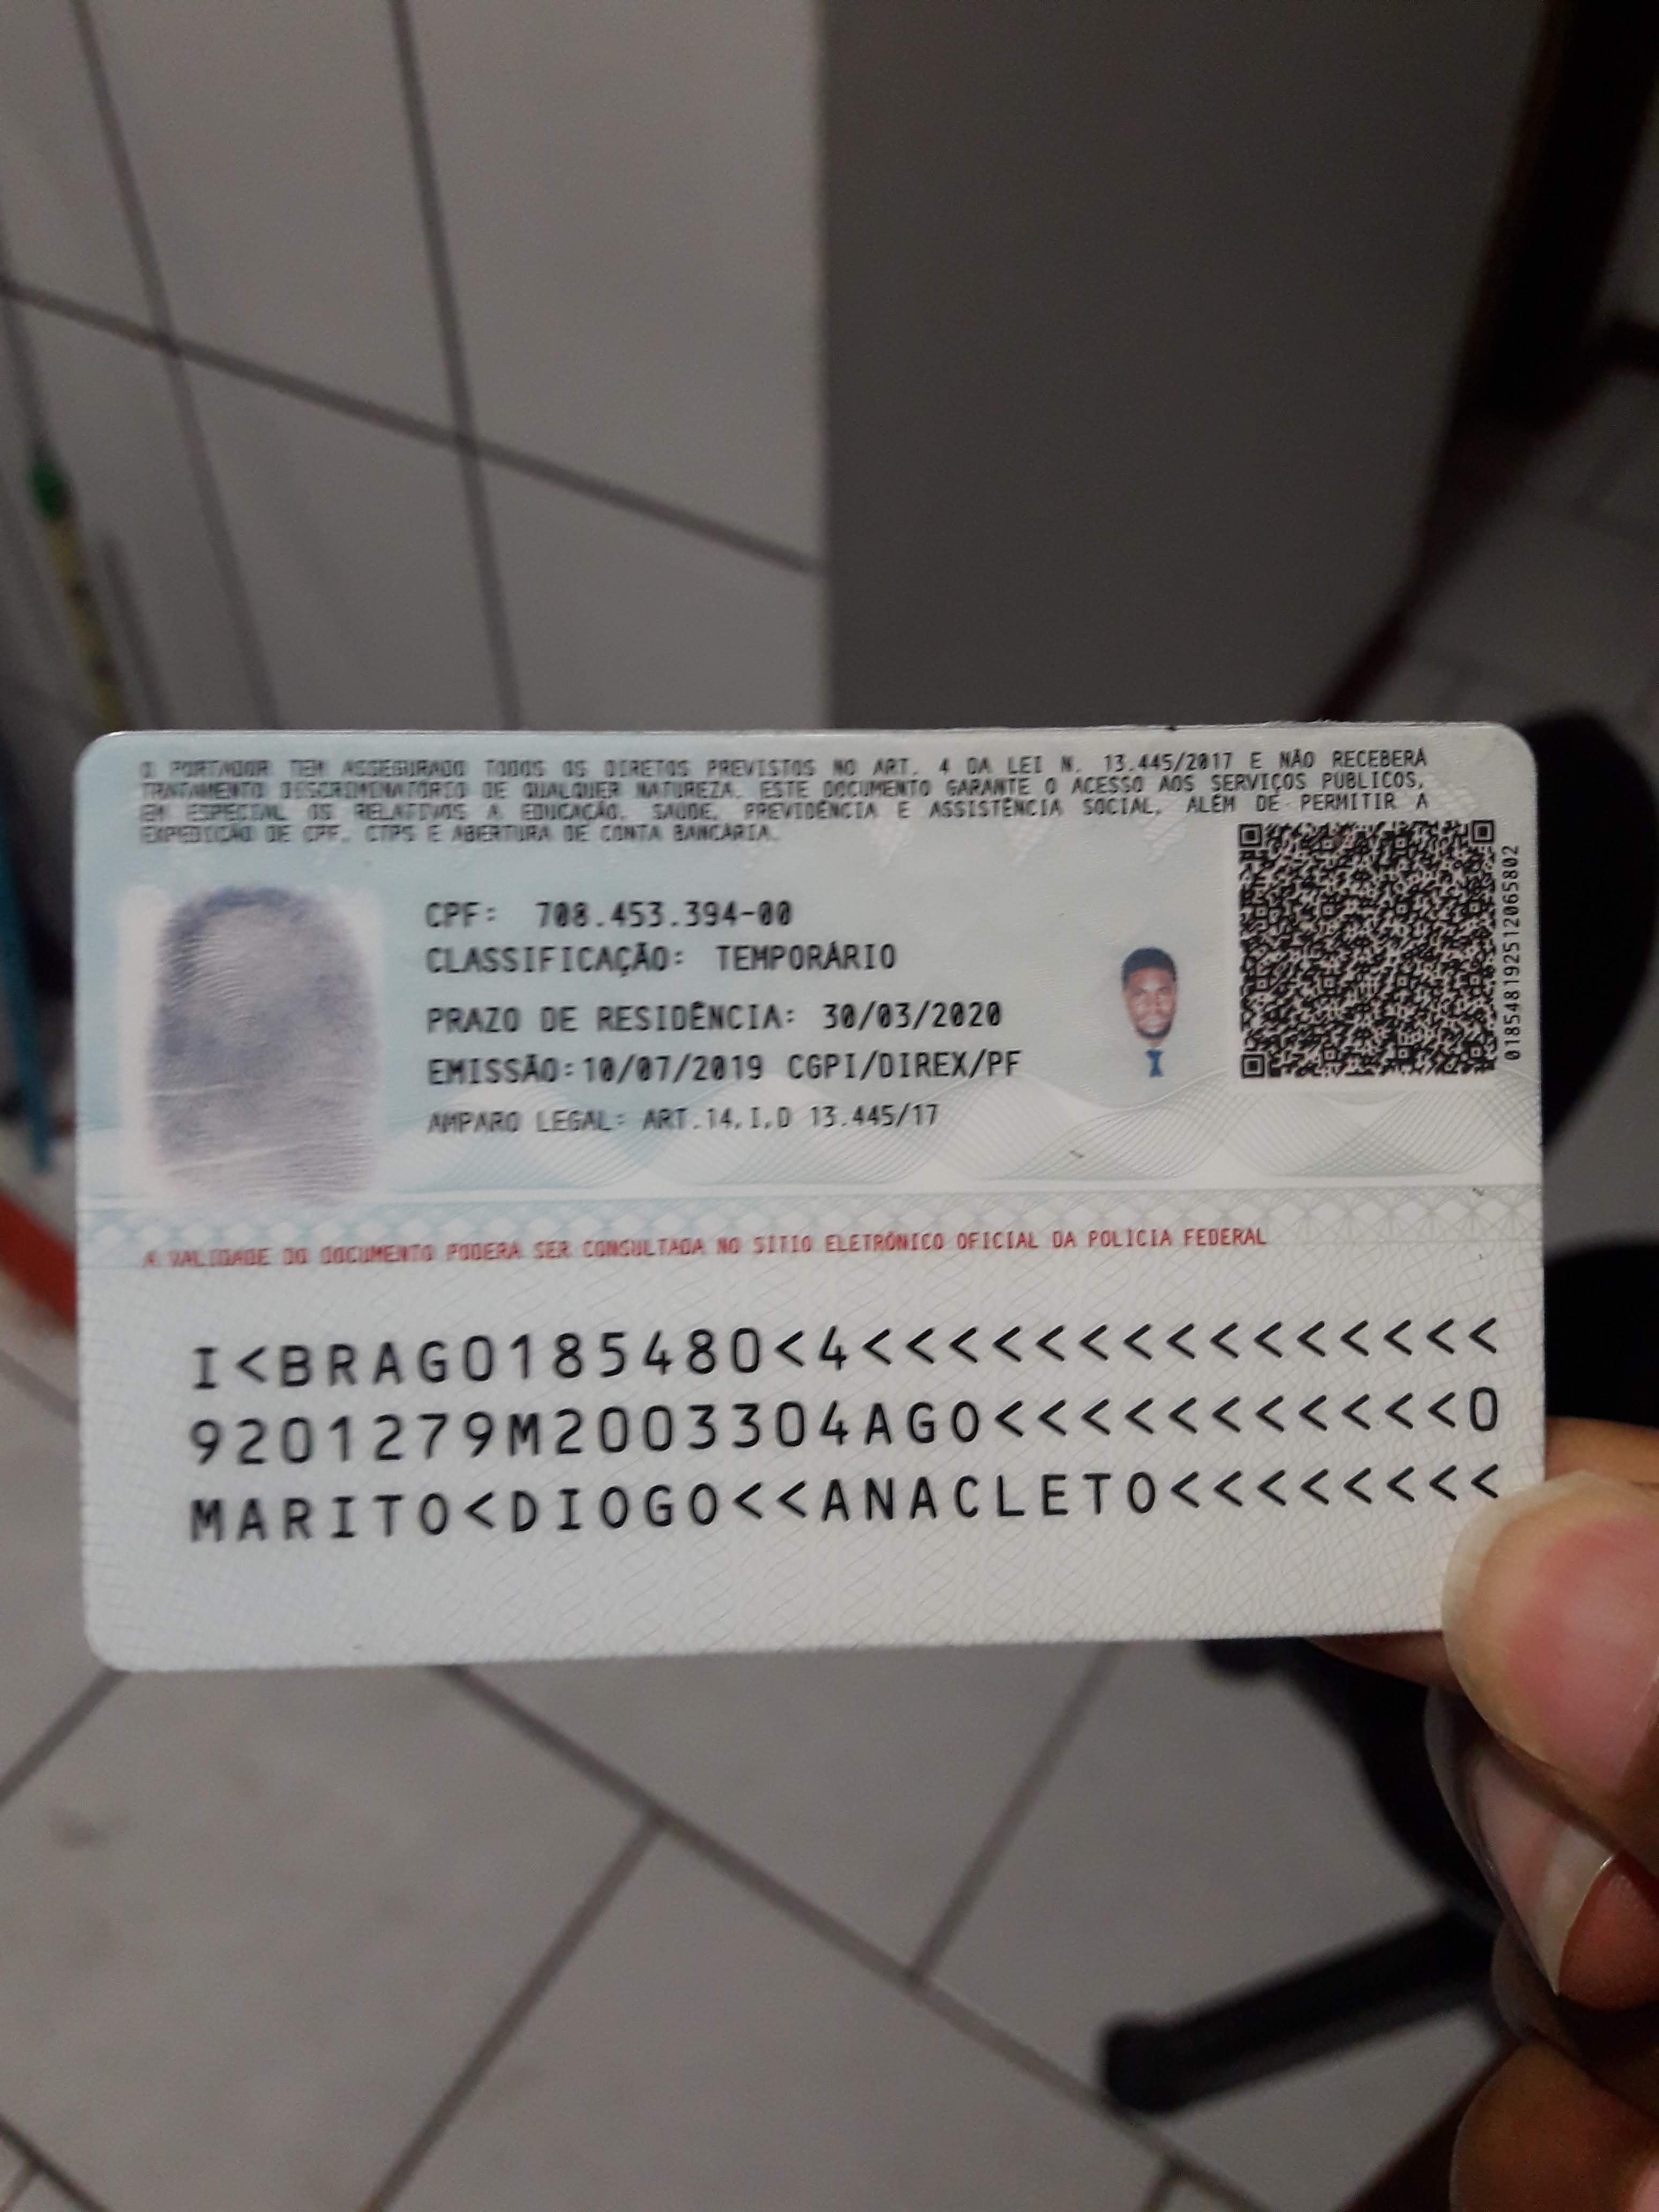 O PORTADOR TEM ASSEGURADO TODOS OS DIRETOS PREVISTOS NO ART. 4 DA LEI N. 13.445/2017 E NÃO RECEBERÁ
TRATAMENTO DISCRIMINATÓRIO DE QUALQUER NATUREZA. ESTE DOCUMENTO GARANTE O ACESSO AOS SERVIÇOS PÚBLICOS,
EM ESPECIAL OS RELATIVOS A EDUCAÇÃO, SAÚDE, PREVIDÊNCIA E ASSISTÊNCIA SOCIAL, ALÉM DE PERMITIR A
EXPEDIÇÃO DE CPF, CTPS E ABERTURA DE CONTA BANCÁRIA.
CPF: 708.453.394-00
CLASSIFICAÇÃO: TEMPORÁRIO
PRAZO DE RESIDÊNCIA: 30/03/2020
EMISSÃO:10/07/2019 CGPI/DIREX/PF
AMPARO LEGAL: ART.14,I,D 13.445/17
018548192512065802
A VALIDADE DO DOCUMENTO PODERÁ SER CONSULTADA NO SÍTIO ELETRÔNICO OFICIAL DA POLÍCIA FEDERAL
I<BRAGO185480<4<<<<<<<<<<<<<<<
9201279M2003304AGO<<<<<<<<<<<0
MARITO<DIOGO<<ANACLETO<<<<<<<<